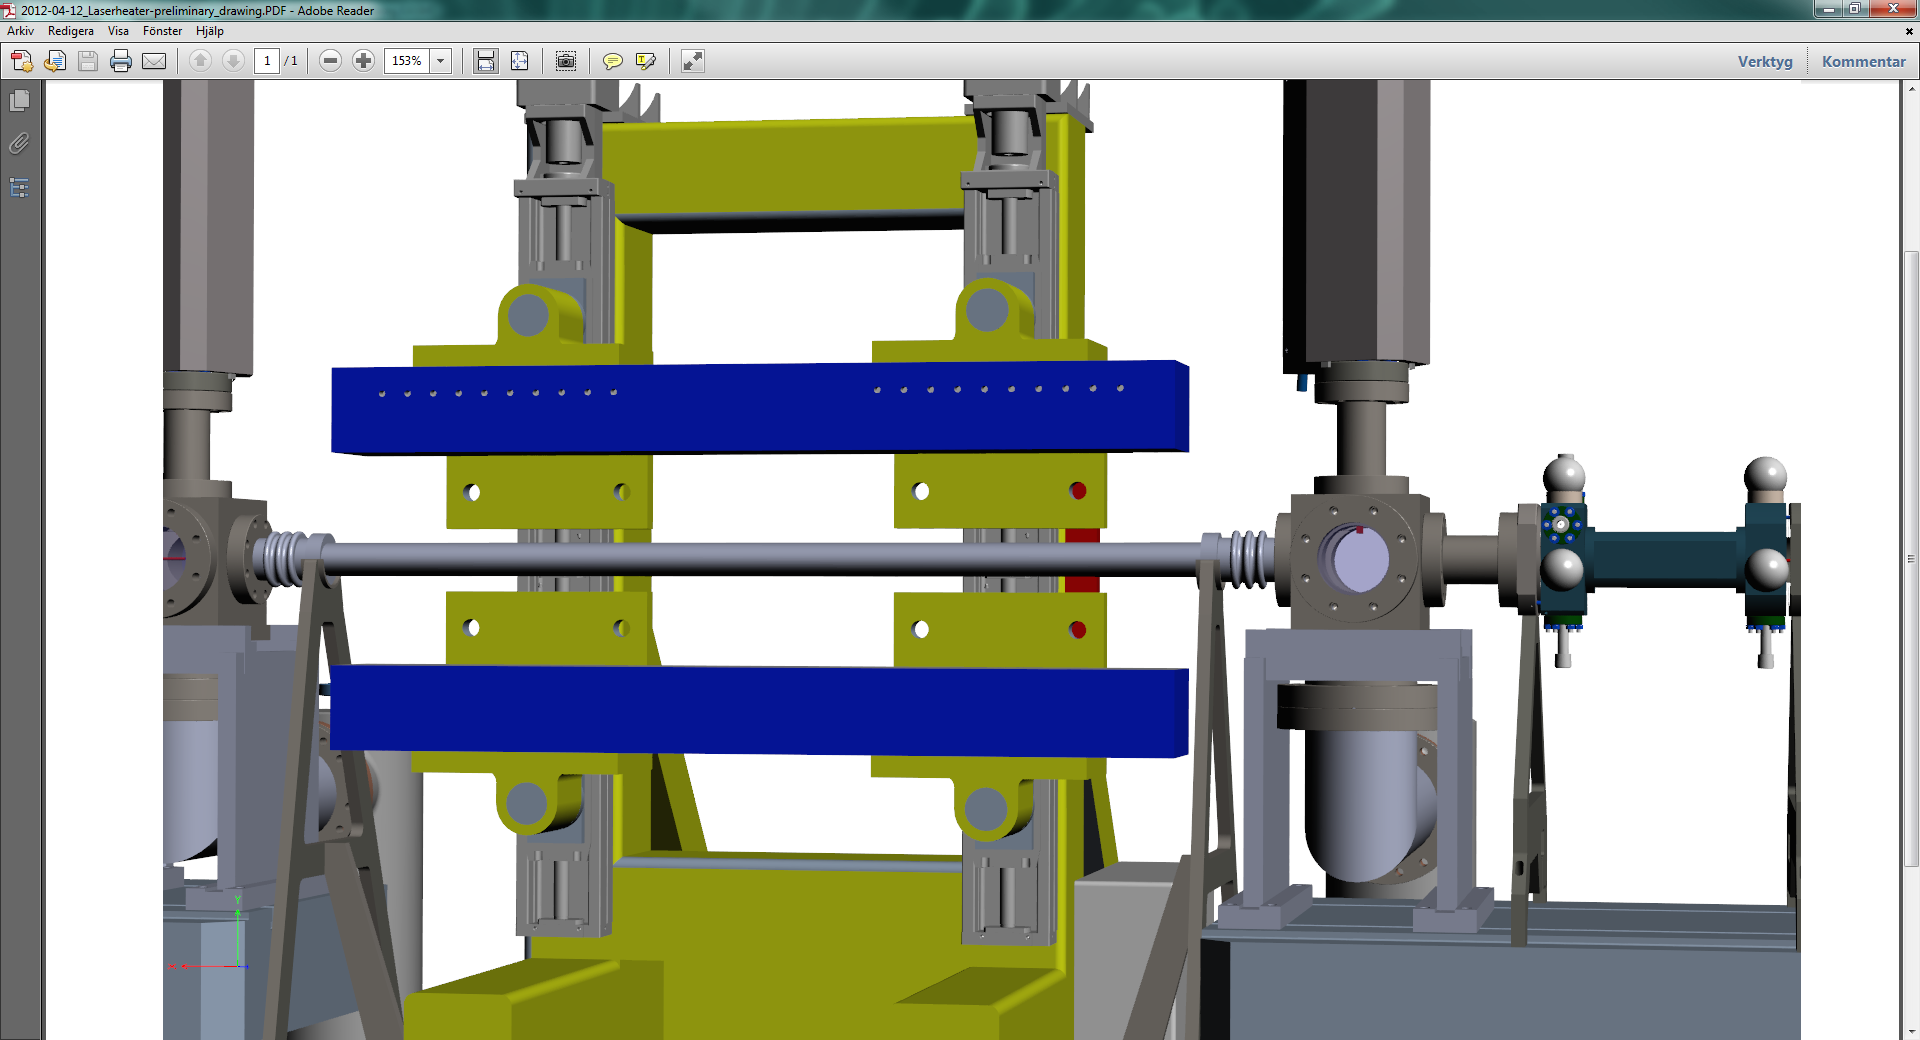 2012-04-12_Laserheater-preliminary_drawing.PDF - Adobe Reader
Arkiv Redigera Visa Fönster Hjälp
1 / 1 153% Verktyg Kommentar
Y
X